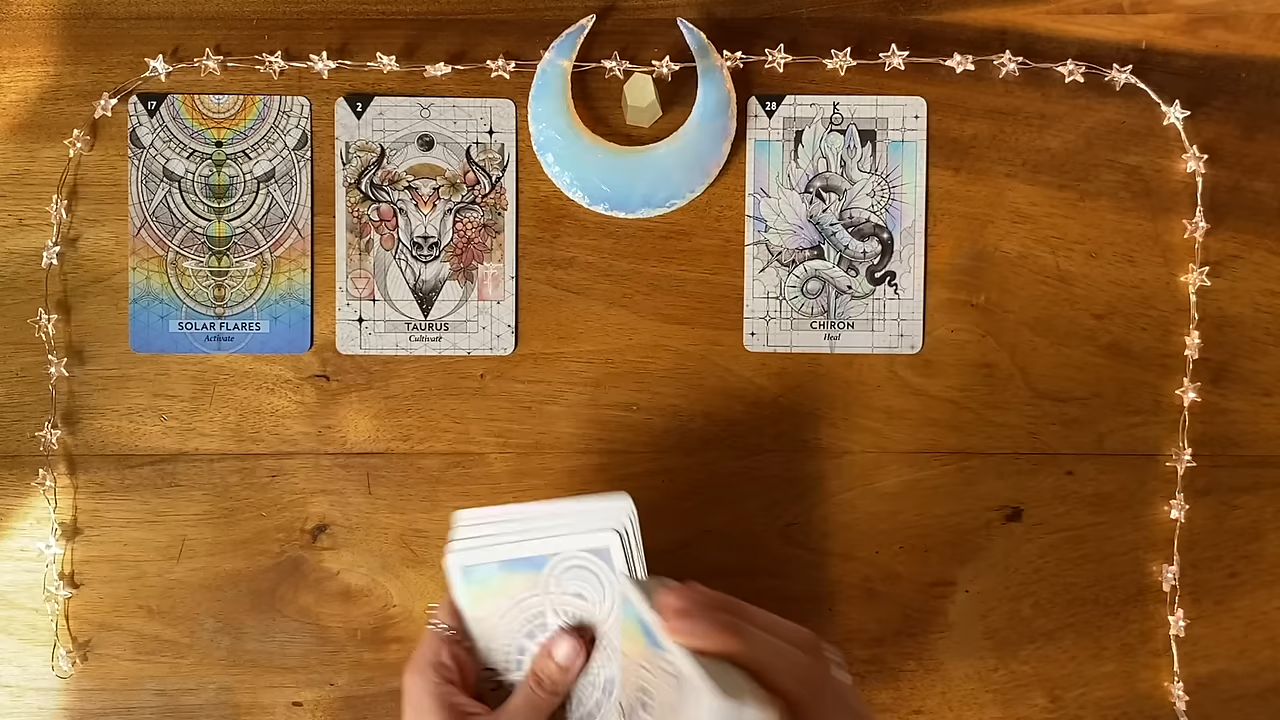 17
SOLAR FLARES
Activate
2
TAURUS
Cultivate
28
CHIRON
Heal